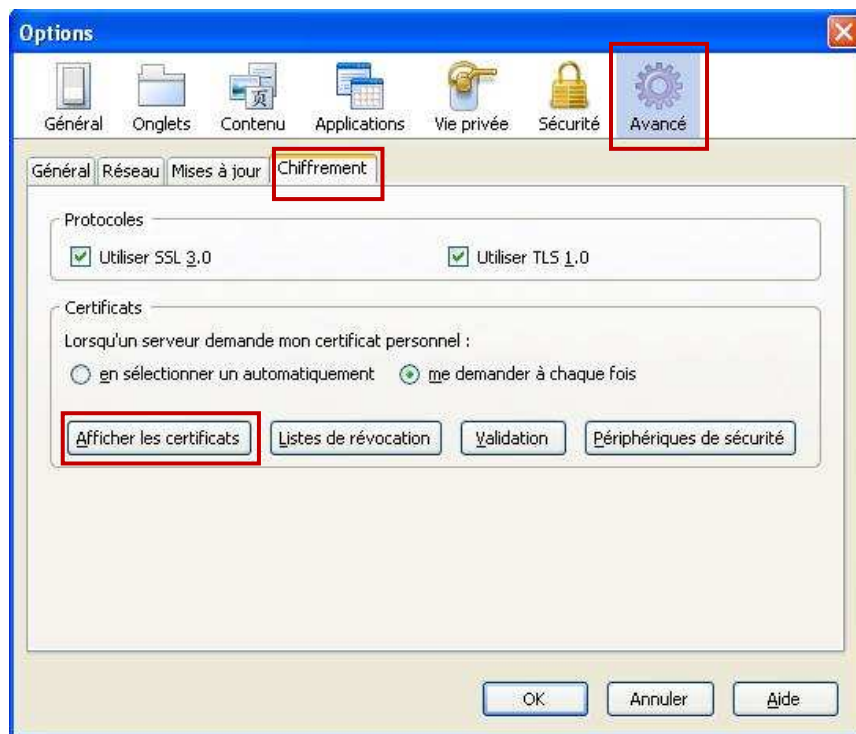 Options
Général Onglets Contenu Applications Vie privée Sécurité Avancé
Général Réseau Mises à jour Chiffrement
Protocoles
Utiliser SSL 3.0 Utiliser TLS 1.0
Certificats
Lorsqu'un serveur demande mon certificat personnel :
en sélectionner un automatiquement me demander à chaque fois
Afficher les certificats Listes de révocation Validation Périphériques de sécurité
OK Annuler Aide